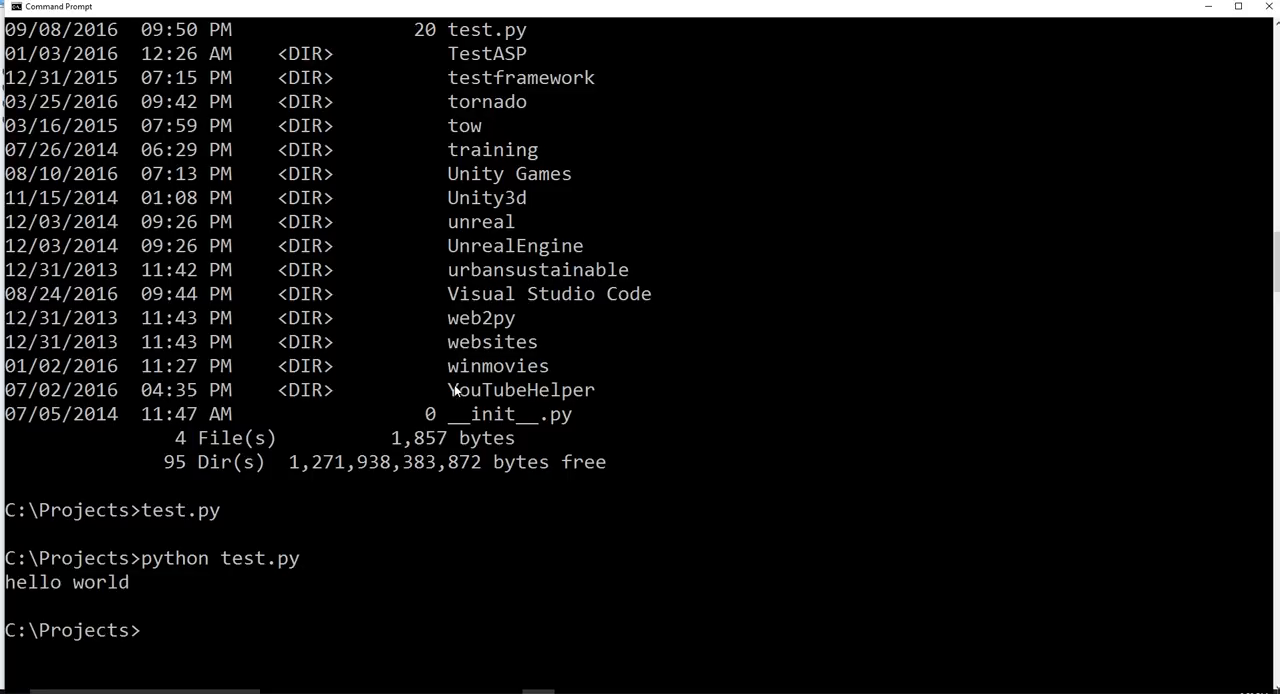 Command Prompt
09/08/2016  09:50 PM                20 test.py
01/03/2016  12:26 AM    <DIR>          TestASP
12/31/2015  07:15 PM    <DIR>          testframework
03/25/2016  09:42 PM    <DIR>          tornado
03/16/2015  07:59 PM    <DIR>          tow
07/26/2014  06:29 PM    <DIR>          training
08/10/2016  07:13 PM    <DIR>          Unity Games
11/15/2014  01:08 PM    <DIR>          Unity3d
12/03/2014  09:26 PM    <DIR>          unreal
12/03/2014  09:26 PM    <DIR>          UnrealEngine
12/31/2013  11:42 PM    <DIR>          urbansustainable
08/24/2016  09:44 PM    <DIR>          Visual Studio Code
12/31/2013  11:43 PM    <DIR>          web2py
12/31/2013  11:43 PM    <DIR>          websites
01/02/2016  11:27 PM    <DIR>          winmovies
07/02/2016  04:35 PM    <DIR>          YouTubeHelper
07/05/2014  11:47 AM                 0 __init__.py
4 File(s)          1,857 bytes
95 Dir(s)  1,271,938,383,872 bytes free
C:\Projects>test.py
C:\Projects>python test.py
hello world
C:\Projects>